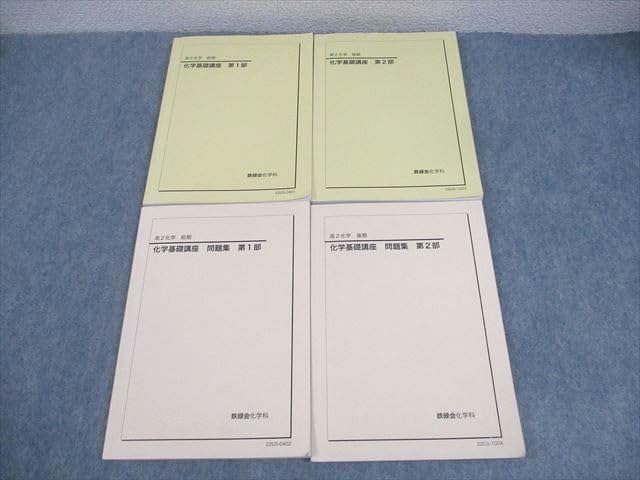 高2化学 前期
化学基礎講座 第1部
鉄緑会化学科
高2化学 後期
化学基礎講座 第2部
鉄緑会化学科
高2化学 前期
化学基礎講座 問題集 第1部
鉄緑会化学科
22GS-0402
高2化学 後期
化学基礎講座 問題集 第2部
鉄緑会化学科